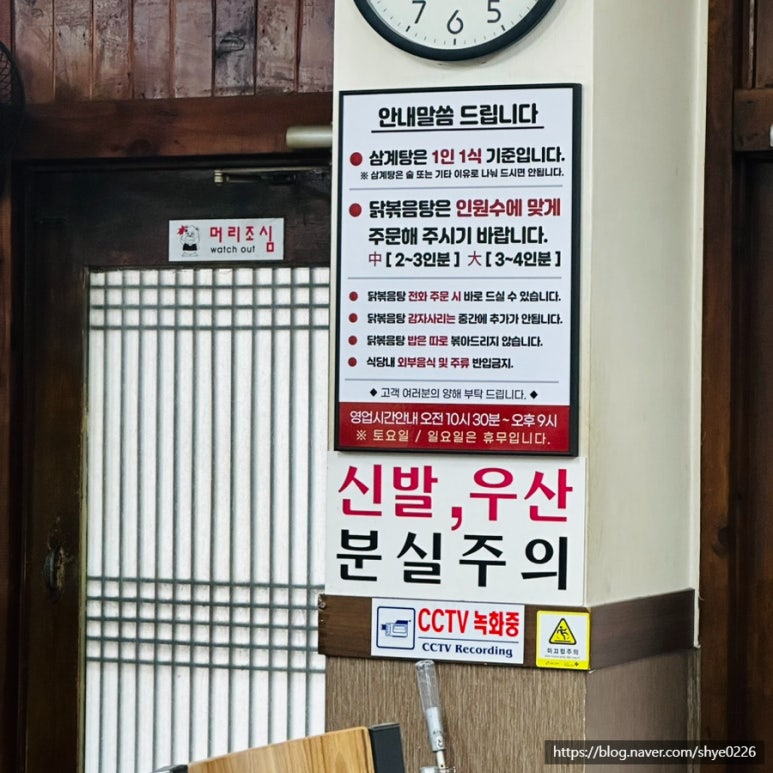 7 6 5
안내말씀 드립니다
● 삼계탕은 1인 1식 기준입니다.
※ 삼계탕은 술 또는 기타 이유로 나눠 드시면 안됩니다.
● 닭볶음탕은 인원수에 맞게
주문해 주시기 바랍니다.
中 [ 2~3인분 ] 大 [ 3~4인분 ]
● 닭볶음탕 전화 주문 시 바로 드실 수 있습니다.
● 닭볶음탕 감자사리는 중간에 추가가 안됩니다.
● 닭볶음탕 밥은 따로 볶아드리지 않습니다.
● 식당내 외부음식 및 주류 반입금지.
◆ 고객 여러분의 양해 부탁 드립니다. ◆
영업시간안내 오전 10시 30분 ~ 오후 9시
※ 토요일 / 일요일은 휴무입니다.
머리조심
watch out
신발,우산
분실주의
CCTV 녹화중
CCTV Recording
미끄럼주의
https://blog.naver.com/shye0226